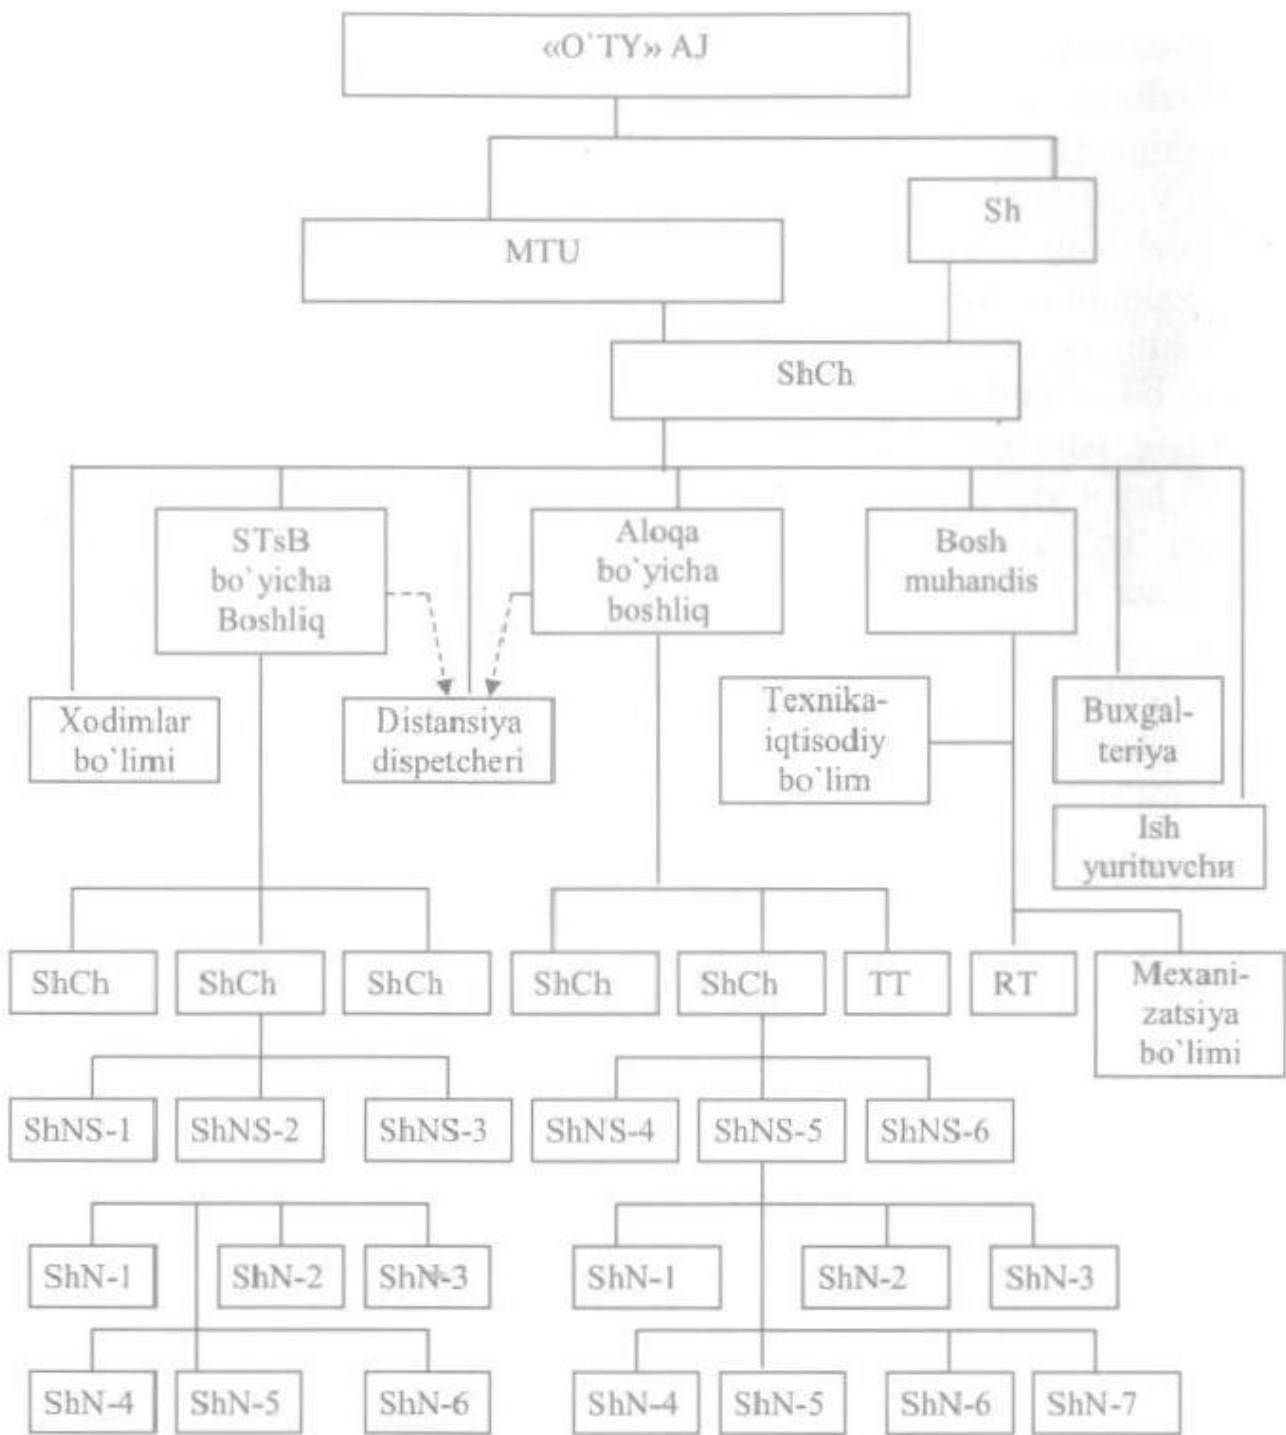 «O`TY» AJ
Sh
MTU
ShCh
STsB
bo`yicha
Boshliq
Aloqa
bo`yicha
boshliq
Bosh
muhandis
Xodimlar
bo`limi
Distansiya
dispetcheri
Texnika-
iqtisodiy
bo`lim
Buxgal-
teriya
Ish
yurituvchи
ShCh
ShCh
ShCh
ShCh
ShCh
TT
RT
Mexani-
zatsiya
bo`limi
ShNS-1
ShNS-2
ShNS-3
ShNS-4
ShNS-5
ShNS-6
ShN-1
ShN-2
ShN-3
ShN-1
ShN-2
ShN-3
ShN-4
ShN-5
ShN-6
ShN-4
ShN-5
ShN-6
ShN-7